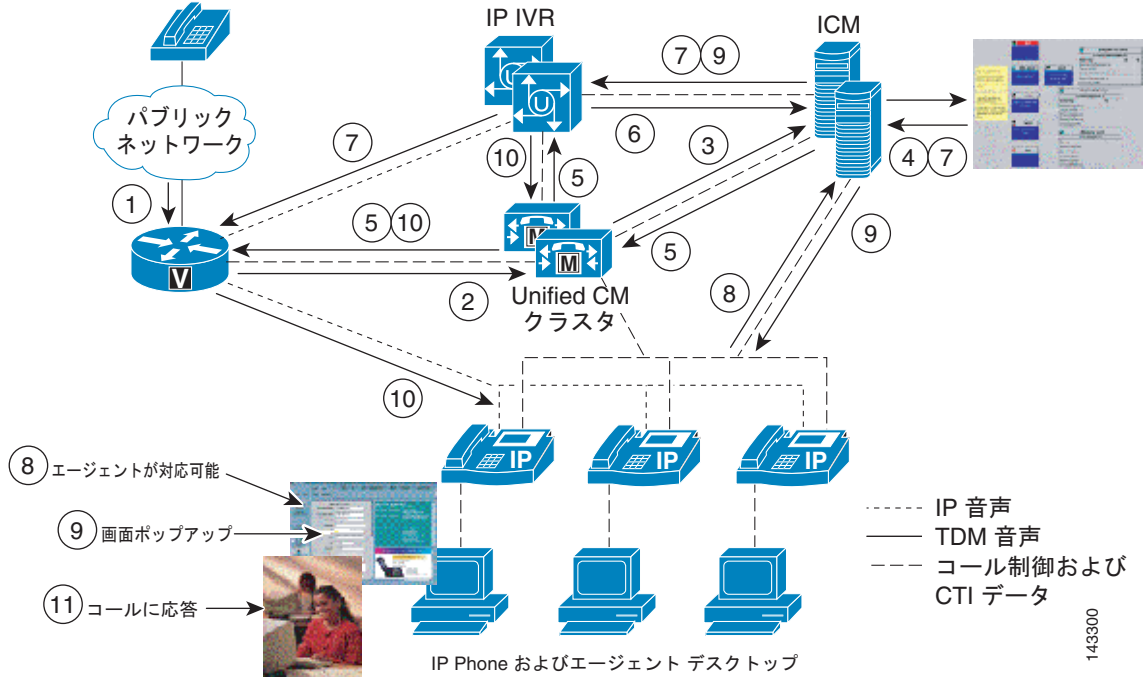 IP IVR
ICM
パブリック
ネットワーク
7 9
6
3
4 7
7
10
5
1
5 10
2
5
9
8
Unified CM
クラスタ
M
M
U
U
V
10
IP
IP
IP
8 エージェントが対応可能
9 画面ポップアップ
11 コールに応答
IP 音声
TDM 音声
コール制御および
CTI データ
IP Phone およびエージェント デスクトップ
143300